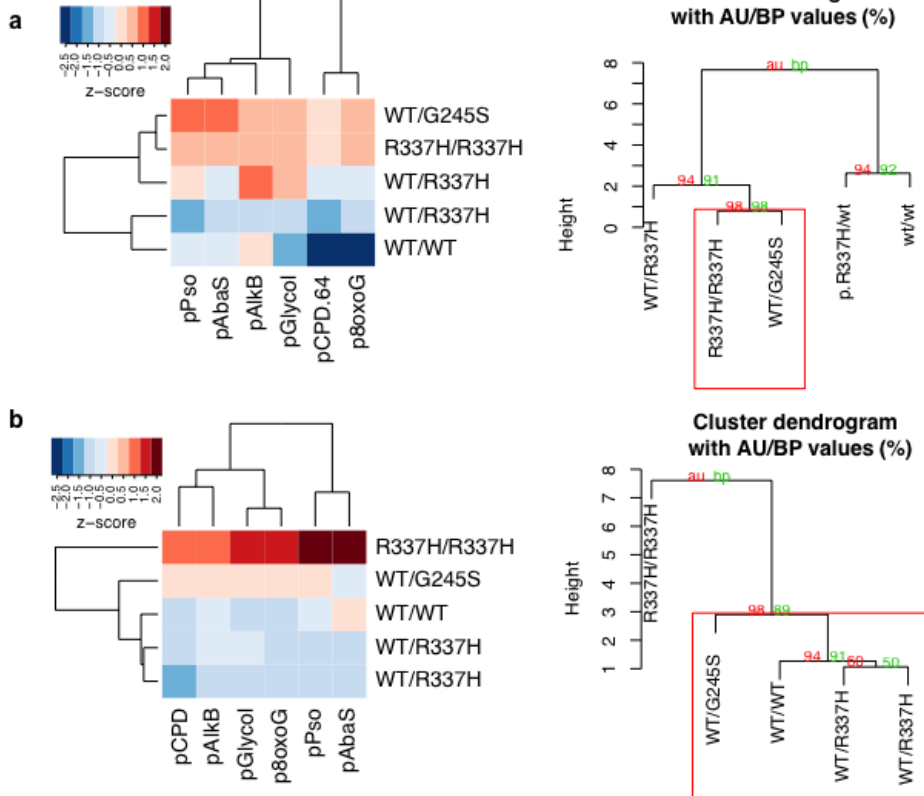 a
-2.5
-2.0
-1.5
-1.0
-0.5
0.0
0.5
1.0
1.5
2.0
z-score
WT/G245S
R337H/R337H
WT/R337H
WT/R337H
WT/WT
pPso
pAbaS
pAlkB
pGlycol
pCPD.64
p8oxoG
with AU/BP values (%)
Height
0
2
4
6
8
au bp
94 91
98 98
94 92
WT/R337H
R337H/R337H
WT/G245S
p.R337H/wt
wt/wt
b
-2.5
-2.0
-1.5
-1.0
-0.5
0.0
0.5
1.0
1.5
2.0
z-score
R337H/R337H
WT/G245S
WT/WT
WT/R337H
WT/R337H
pCPD
pAlkB
pGlycol
p8oxoG
pPso
pAbaS
Cluster dendrogram
with AU/BP values (%)
Height
1
2
3
4
5
6
7
8
au bp
98 89
94 91
60 50
R337H/R337H
WT/G245S
WT/WT
WT/R337H
WT/R337H